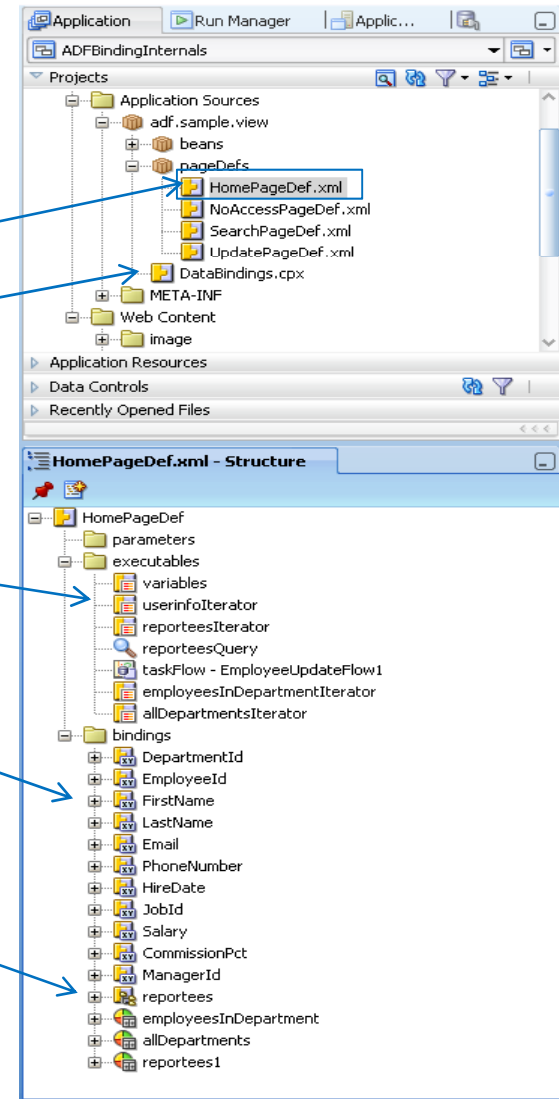 Application Run Manager Applic...
ADFBindingInternals
Projects
Application Sources
adf.sample.view
beans
pageDefs
HomePageDef.xml
NoAccessPageDef.xml
SearchPageDef.xml
UpdatePageDef.xml
DataBindings.cpx
META-INF
Web Content
image
Application Resources
Data Controls
Recently Opened Files
HomePageDef.xml - Structure
HomePageDef
parameters
executables
variables
userinfoIterator
reporteesIterator
reporteesQuery
taskFlow - EmployeeUpdateFlow1
employeesInDepartmentIterator
allDepartmentsIterator
bindings
DepartmentId
EmployeeId
FirstName
LastName
Email
PhoneNumber
HireDate
JobId
Salary
CommissionPct
ManagerId
reportees
employeesInDepartment
allDepartments
reportees1